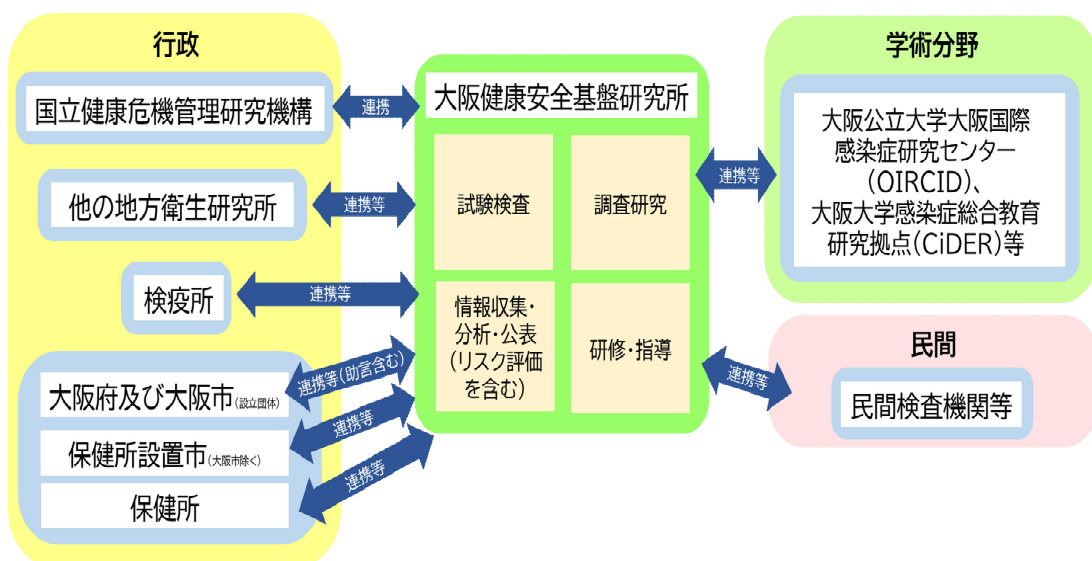 行政
国立健康危機管理研究機構
連携
他の地方衛生研究所
連携等
検疫所
連携等
大阪府及び大阪市(設立団体)
連携等(助言含む)
保健所設置市(大阪市除く)
連携等
保健所
連携等
大阪健康安全基盤研究所
試験検査
調査研究
情報収集・
分析・公表
(リスク評価
を含む)
研修・指導
学術分野
連携等
大阪公立大学大阪国際
感染症研究センター
(OIRCID)、
大阪大学感染症総合教育
研究拠点(CiDER)等
民間
連携等
民間検査機関等